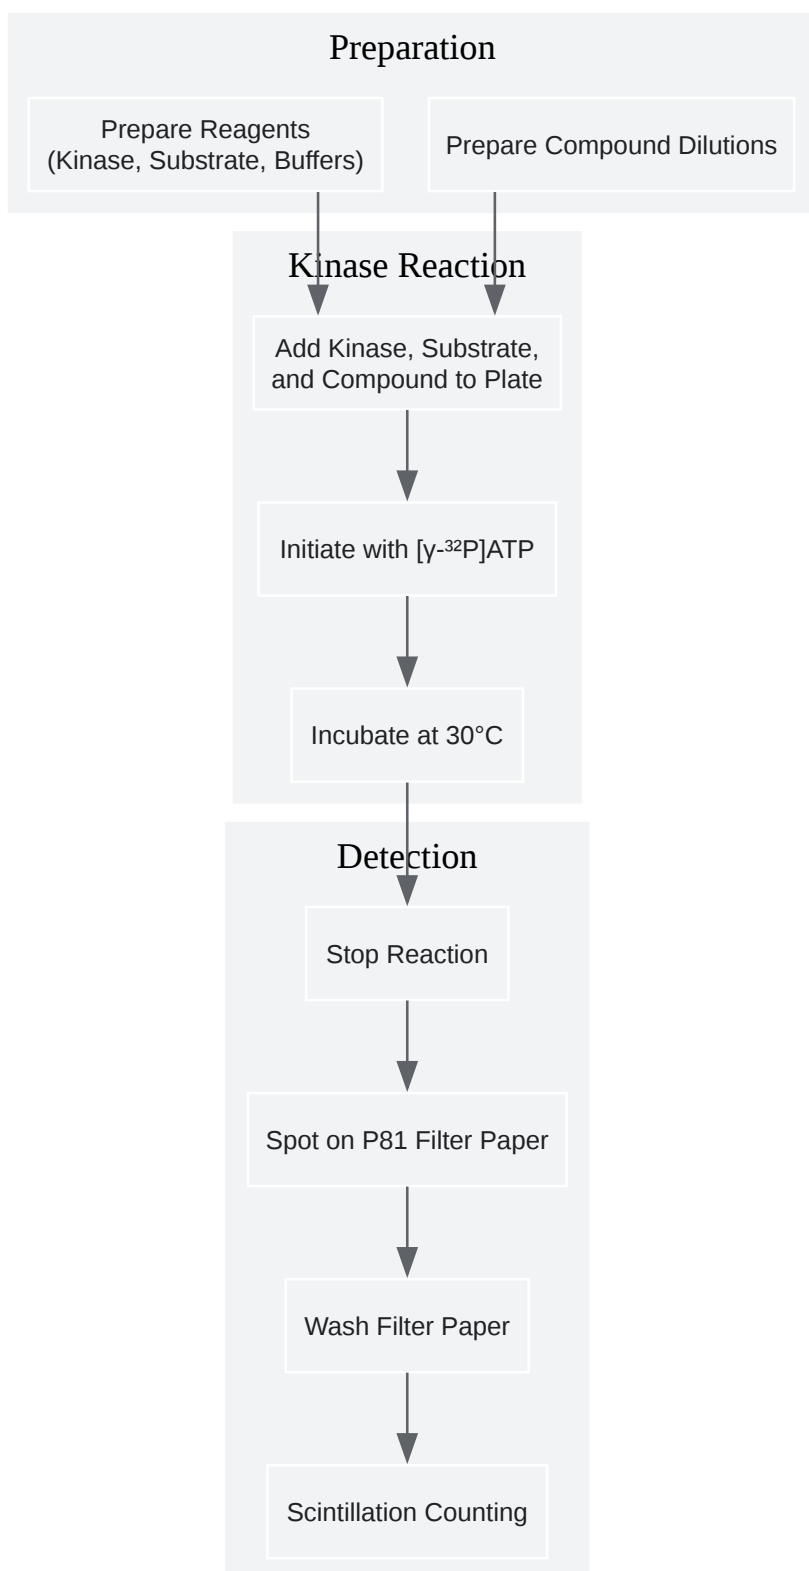 Preparation
Prepare Reagents
(Kinase, Substrate, Buffers)
Prepare Compound Dilutions
Kinase Reaction
Add Kinase, Substrate,
and Compound to Plate
Initiate with [γ-³²P]ATP
Incubate at 30°C
Detection
Stop Reaction
Spot on P81 Filter Paper
Wash Filter Paper
Scintillation Counting